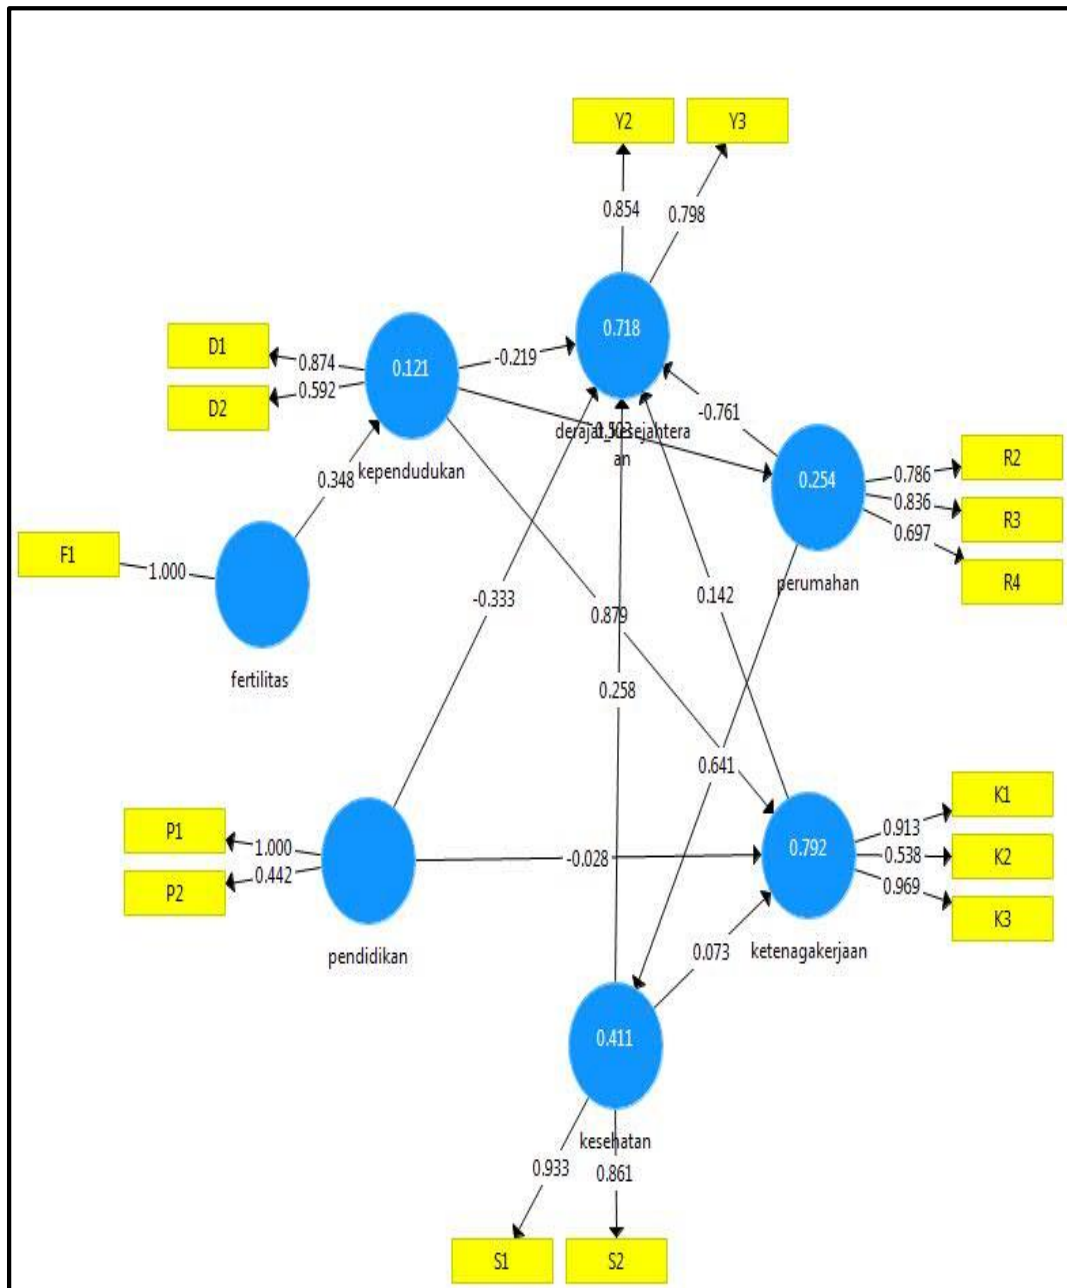 Y2
Y3
0.854
0.798
0.718
D1
0.874
0.121
-0.219
D2
0.592
-0.761
derajat_kesejahtera
an
kependudukan
0.348
0.254
0.786
R2
0.836
R3
0.697
R4
perumahan
F1
1.000
fertilitas
-0.333
0.879
0.142
0.258
0.641
P1
1.000
P2
0.442
pendidikan
-0.028
0.792
0.913
K1
0.538
K2
0.969
K3
ketenagakerjaan
0.073
0.411
kesehatan
0.933
0.861
S1
S2